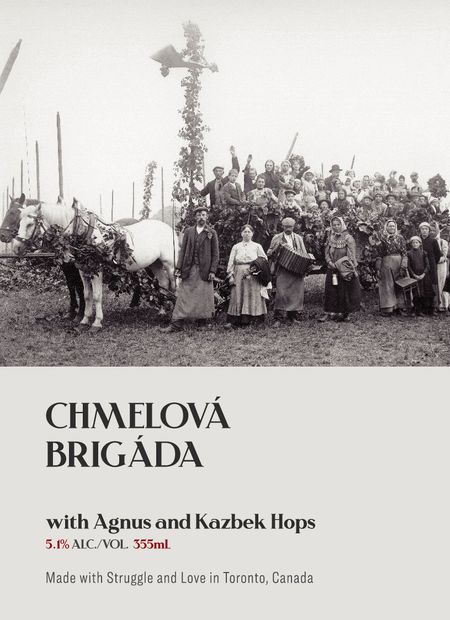 CHMELOVÁ
BRIGÁDA
with Agnus and Kazbek Hops
5.1% ALC./VOL. 355mL
Made with Struggle and Love in Toronto, Canada